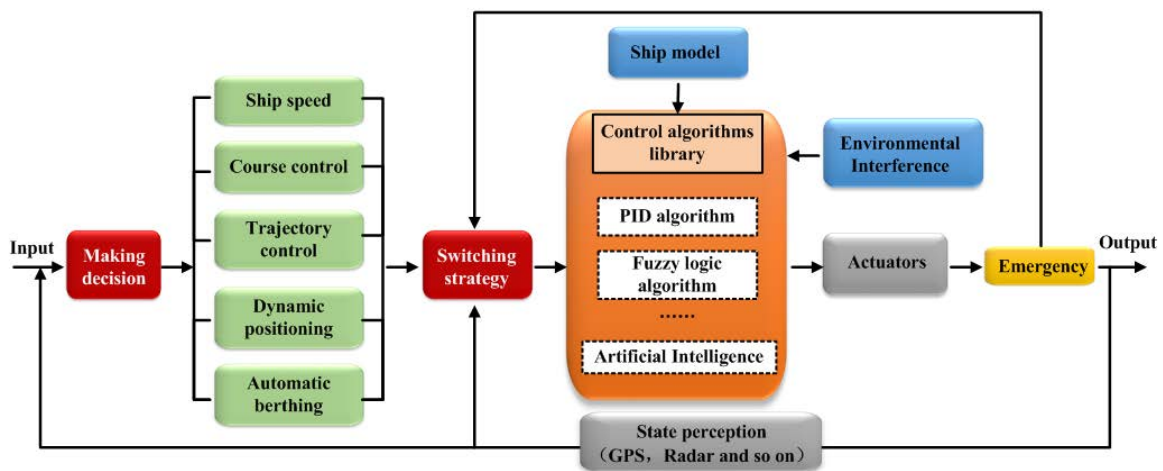 Ship model
Ship speed
Control algorithms
library
Environmental
Interference
Course control
PID algorithm
Input
Making
decision
Trajectory
control
Switching
strategy
Fuzzy logic
algorithm
......
Actuators
Emergency
Output
Dynamic
positioning
Artificial Intelligence
Automatic
berthing
State perception
（GPS，Radar and so on）